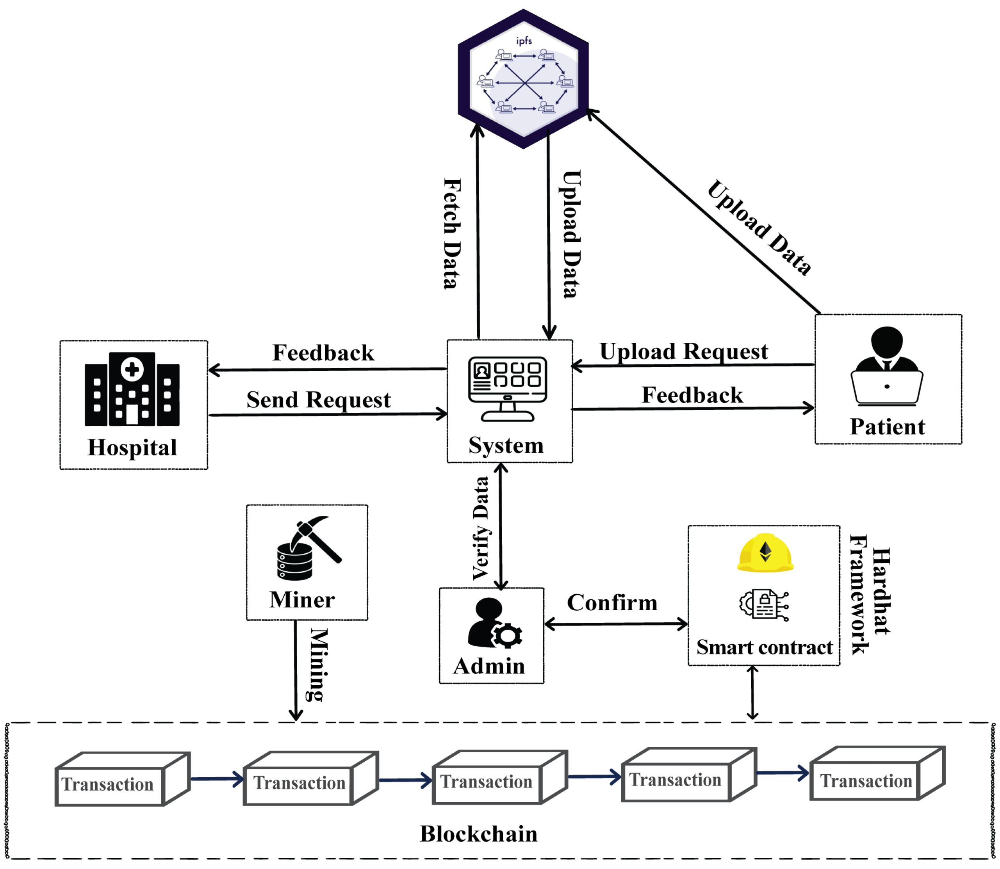 ipfs
Fetch Data
Upload Data
Upload Data
Feedback
Send Request
Upload Request
Feedback
Hospital
System
Patient
Verify Data
Miner
Mining
Admin
Confirm
Smart contract
Hardhat
Framework
Transaction
Transaction
Transaction
Transaction
Transaction
Blockchain